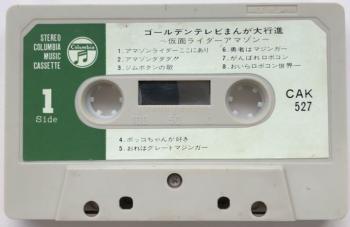 STEREO
COLUMBIA
MUSIC
CASSETTE
Columbia
ゴールデンテレビまんが大行進
〜仮面ライダーアマゾン〜
1.アマゾンライダーここにあり
2.アマゾンダダダ!!
3.ジムボタンの歌
6.勇者はマジンガー
7.がんばれロボコン
8.おいらロボコン世界一
1
Side
CAK
527
4.ポッコちゃんが好き
5.おれはグレートマジンガー